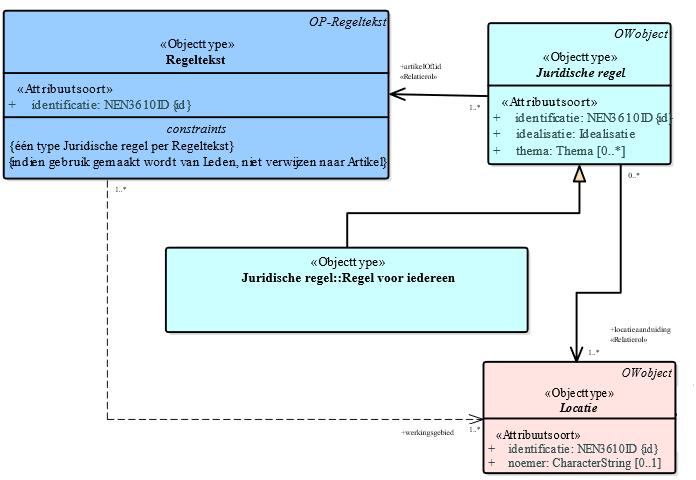 OP-Regeltekst
«Objecttype»
Regeltekst
«Attribuutsoort»
+ identificatie: NEN3610ID {id}
constraints
{één type Juridische regel per Regeltekst}
{indien gebruik gemaakt wordt van Leden, niet verwijzen naar Artikel}
1..*
+artikelOfLid
«Relatierol»
1..*
OWobject
«Objecttype»
Juridische regel
«Attribuutsoort»
+ identificatie: NEN3610ID {id}
+ idealisatie: Idealisatie
+ thema: Thema [0..*]
0..*
«Objecttype»
Juridische regel::Regel voor iedereen
+locatieaanduiding
«Relatierol»
1..*
OWobject
«Objecttype»
Locatie
«Attribuutsoort»
+ identificatie: NEN3610ID {id}
+ noemer: CharacterString [0..1]
+werkingsgebied
1..*